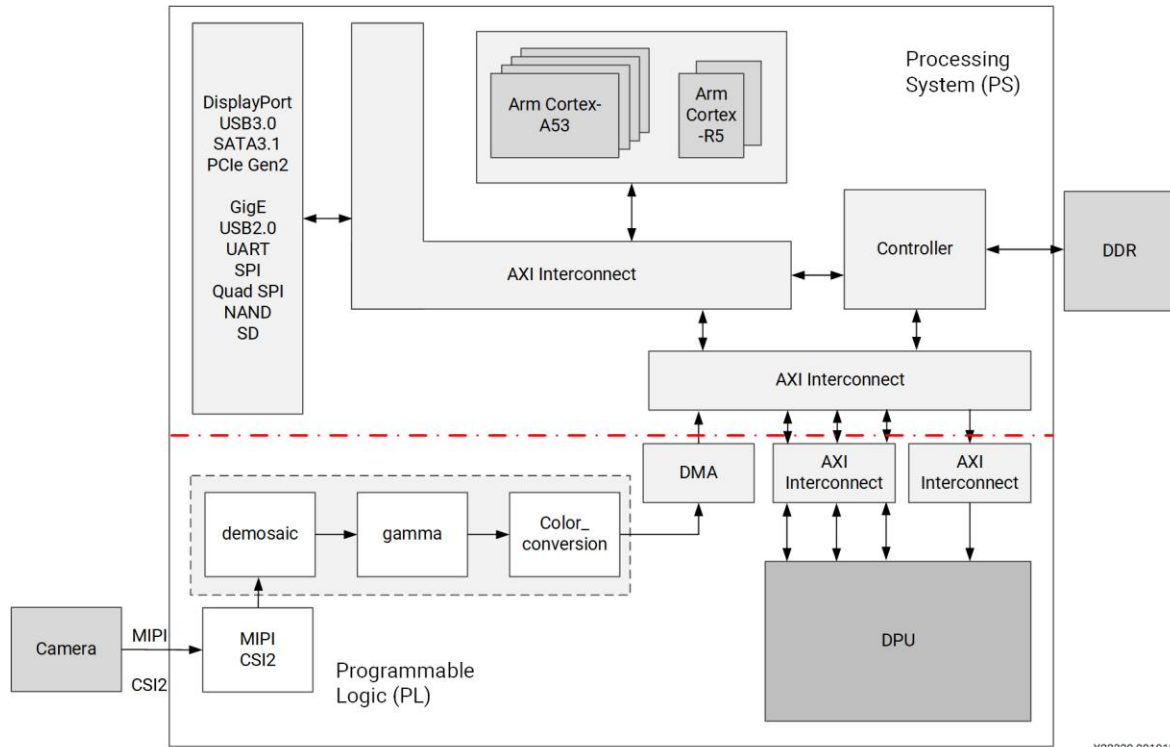 Processing
System (PS)
DisplayPort
USB3.0
SATA3.1
PCIe Gen2
GigE
USB2.0
UART
SPI
Quad SPI
NAND
SD
Arm Cortex-
A53
Arm
Cortex
-R5
AXI Interconnect
Controller
DDR
AXI Interconnect
DMA
AXI
Interconnect
AXI
Interconnect
demosaic
gamma
Color_
conversion
Camera
MIPI
CSI2
MIPI
CSI2
Programmable
Logic (PL)
DPU